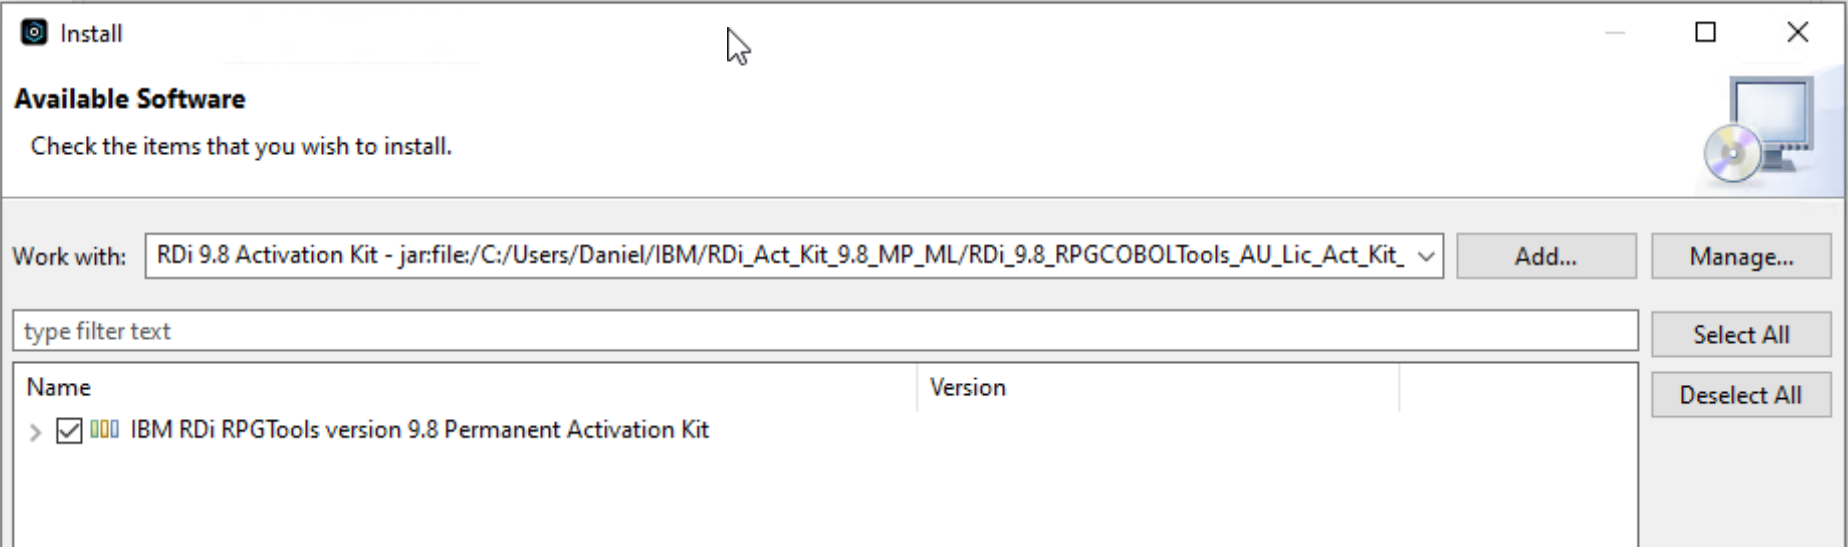 Install
Available Software
Check the items that you wish to install.
Work with: RDi 9.8 Activation Kit - jar:file:/C:/Users/Daniel/IBM/RDi_Act_Kit_9.8_MP_ML/RDi_9.8_RPGCOBOLTools_AU_Lic_Act_Kit_ Add... Manage...
type filter text Select All
Name Version Deselect All
IBM RDi RPGTools version 9.8 Permanent Activation Kit